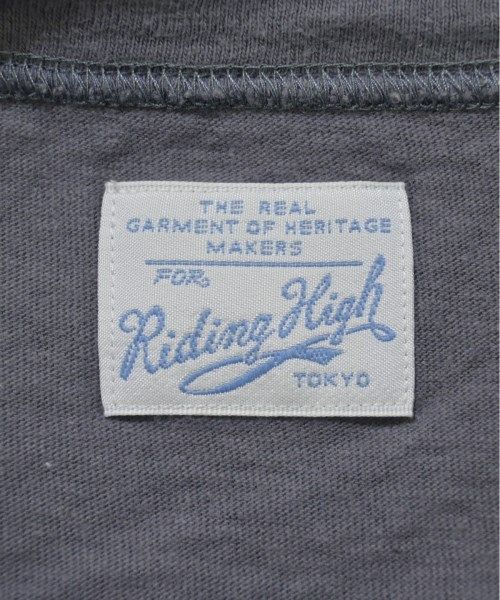 THE REAL
GARMENT OF HERITAGE
MAKERS
FOR
Riding High
TOKYO